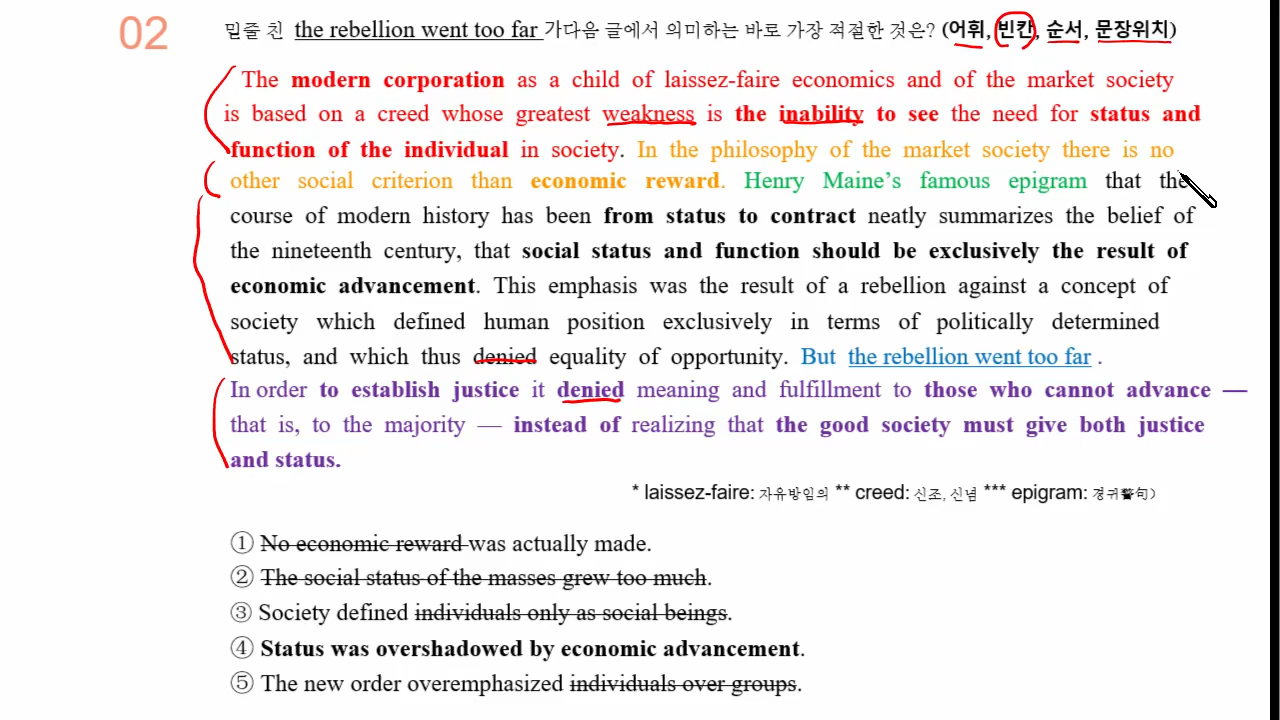 02
밑줄 친 the rebellion went too far 가다음 글에서 의미하는 바로 가장 적절한 것은? (어휘, 빈칸, 순서, 문장위치)
The modern corporation as a child of laissez-faire economics and of the market society
is based on a creed whose greatest weakness is the inability to see the need for status and
function of the individual in society. In the philosophy of the market society there is no
other social criterion than economic reward. Henry Maine's famous epigram that the
course of modern history has been from status to contract neatly summarizes the belief of
the nineteenth century, that social status and function should be exclusively the result of
economic advancement. This emphasis was the result of a rebellion against a concept of
society which defined human position exclusively in terms of politically determined
status, and which thus denied equality of opportunity. But the rebellion went too far .
In order to establish justice it denied meaning and fulfillment to those who cannot advance —
that is, to the majority — instead of realizing that the good society must give both justice
and status.
* laissez-faire: 자유방임의 ** creed: 신조, 신념 *** epigram: 경귀警句)
① No economic reward was actually made.
② The social status of the masses grew too much.
③ Society defined individuals only as social beings.
④ Status was overshadowed by economic advancement.
⑤ The new order overemphasized individuals over groups.